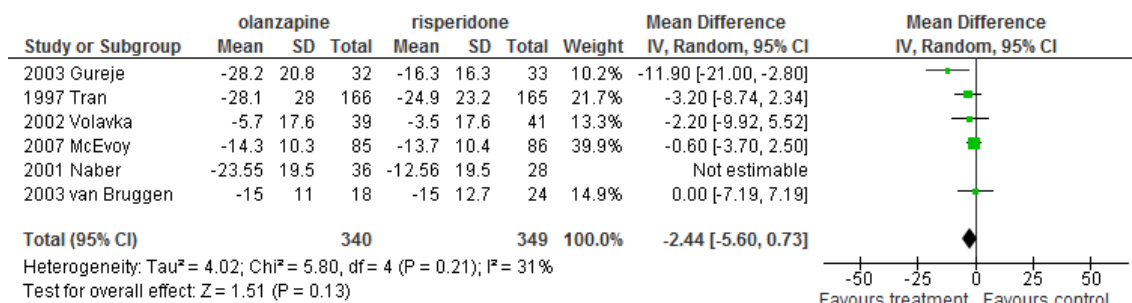 olanzapine risperidone Mean Difference Mean Difference
Study or Subgroup Mean SD Total Mean SD Total Weight IV, Random, 95% CI IV, Random, 95% CI
2003 Gureje -28.2 20.8 32 -16.3 16.3 33 10.2% -11.90 [-21.00, -2.80]
1997 Tran -28.1 28 166 -24.9 23.2 165 21.7% -3.20 [-8.74, 2.34]
2002 Volavka -5.7 17.6 39 -3.5 17.6 41 13.3% -2.20 [-9.92, 5.52]
2007 McEvoy -14.3 10.3 85 -13.7 10.4 86 39.9% -0.60 [-3.70, 2.50]
2001 Naber -23.55 19.5 36 -12.56 19.5 28 Not estimable
2003 van Bruggen -15 11 18 -15 12.7 24 14.9% 0.00 [-7.19, 7.19]
Total (95% CI) 340 349 100.0% -2.44 [-5.60, 0.73]
Heterogeneity: Tau² = 4.02; Chi² = 5.80, df = 4 (P = 0.21); I² = 31%
Test for overall effect: Z = 1.51 (P = 0.13)
-50 -25 0 25 50
Favours treatment Favours control